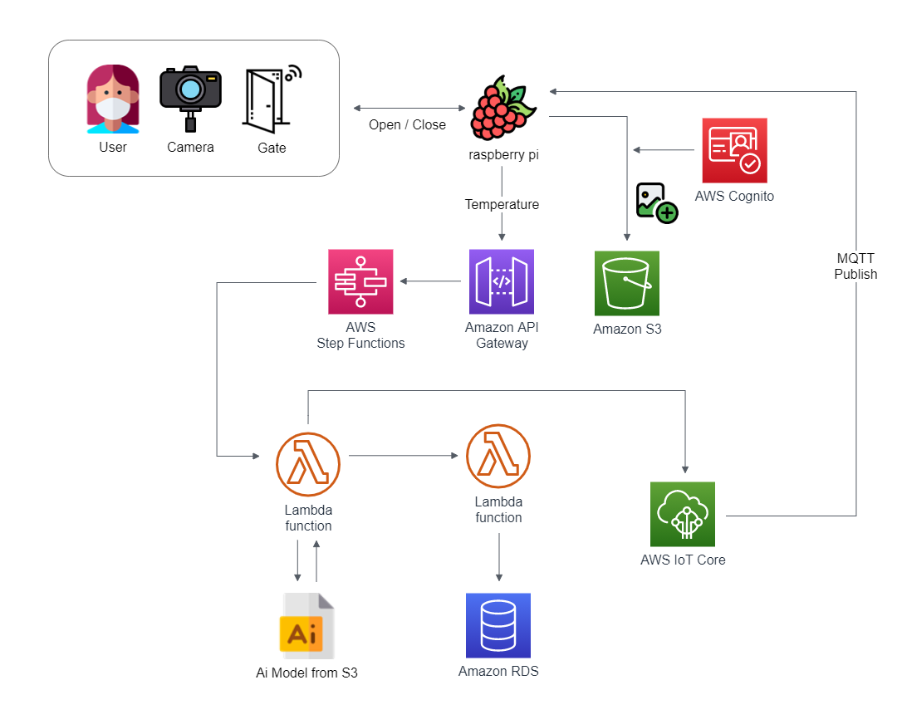 User
Camera
Gate
Open / Close
raspberry pi
AWS Cognito
Temperature
MQTT
Publish
AWS
Step Functions
Amazon API
Gateway
</>
Amazon S3
Lambda
function
Lambda
function
AWS IoT Core
Ai
Ai Model from S3
Amazon RDS